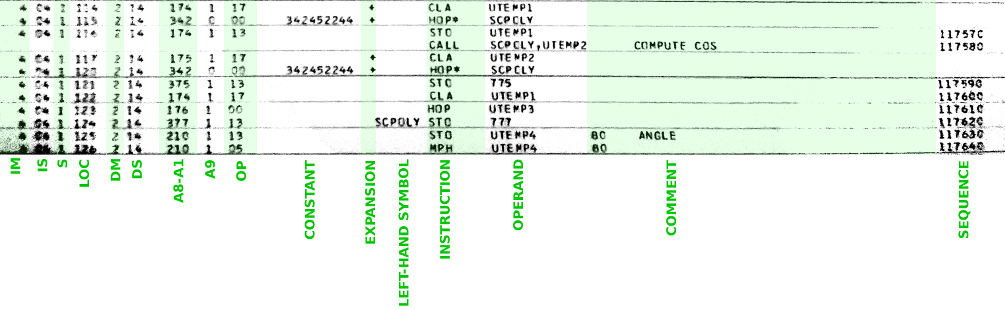 4 04 1 114 2 14 174 1 17 + CLA UTEMP1
4 04 1 115 2 14 342 0 00 342452244 + HOP* SCPOLY
4 04 1 116 2 14 174 1 13 STO UTEMP1 117570
CALL SCPOLY,UTEMP2 COMPUTE COS 117580
4 04 1 117 2 14 175 1 17 + CLA UTEMP2
4 04 1 120 2 14 342 0 00 342452244 + HOP* SCPOLY
4 04 1 121 2 14 375 1 13 STO 775 117590
4 04 1 122 2 14 174 1 17 CLA UTEMP1 117600
4 04 1 123 2 14 176 1 00 HOP UTEMP3 117610
4 04 1 124 2 14 377 1 13 SCPOLY STO 777 117620
4 04 1 125 2 14 210 1 13 STO UTEMP4 B0 ANGLE 117630
4 04 1 126 2 14 210 1 05 MPH UTEMP4 B0 117640
IM
IS
S
LOC
DM
DS
A8-A1
A9
OP
CONSTANT
EXPANSION
LEFT-HAND SYMBOL
INSTRUCTION
OPERAND
COMMENT
SEQUENCE